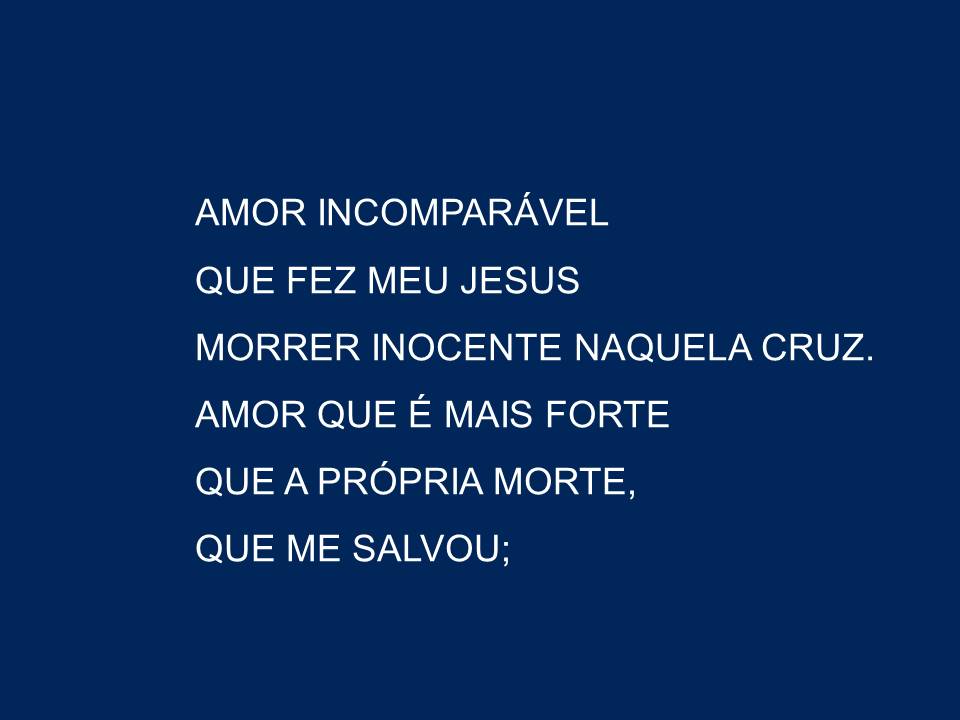 AMOR INCOMPARÁVEL
QUE FEZ MEU JESUS
MORRER INOCENTE NAQUELA CRUZ.
AMOR QUE É MAIS FORTE
QUE A PRÓPRIA MORTE,
QUE ME SALVOU;